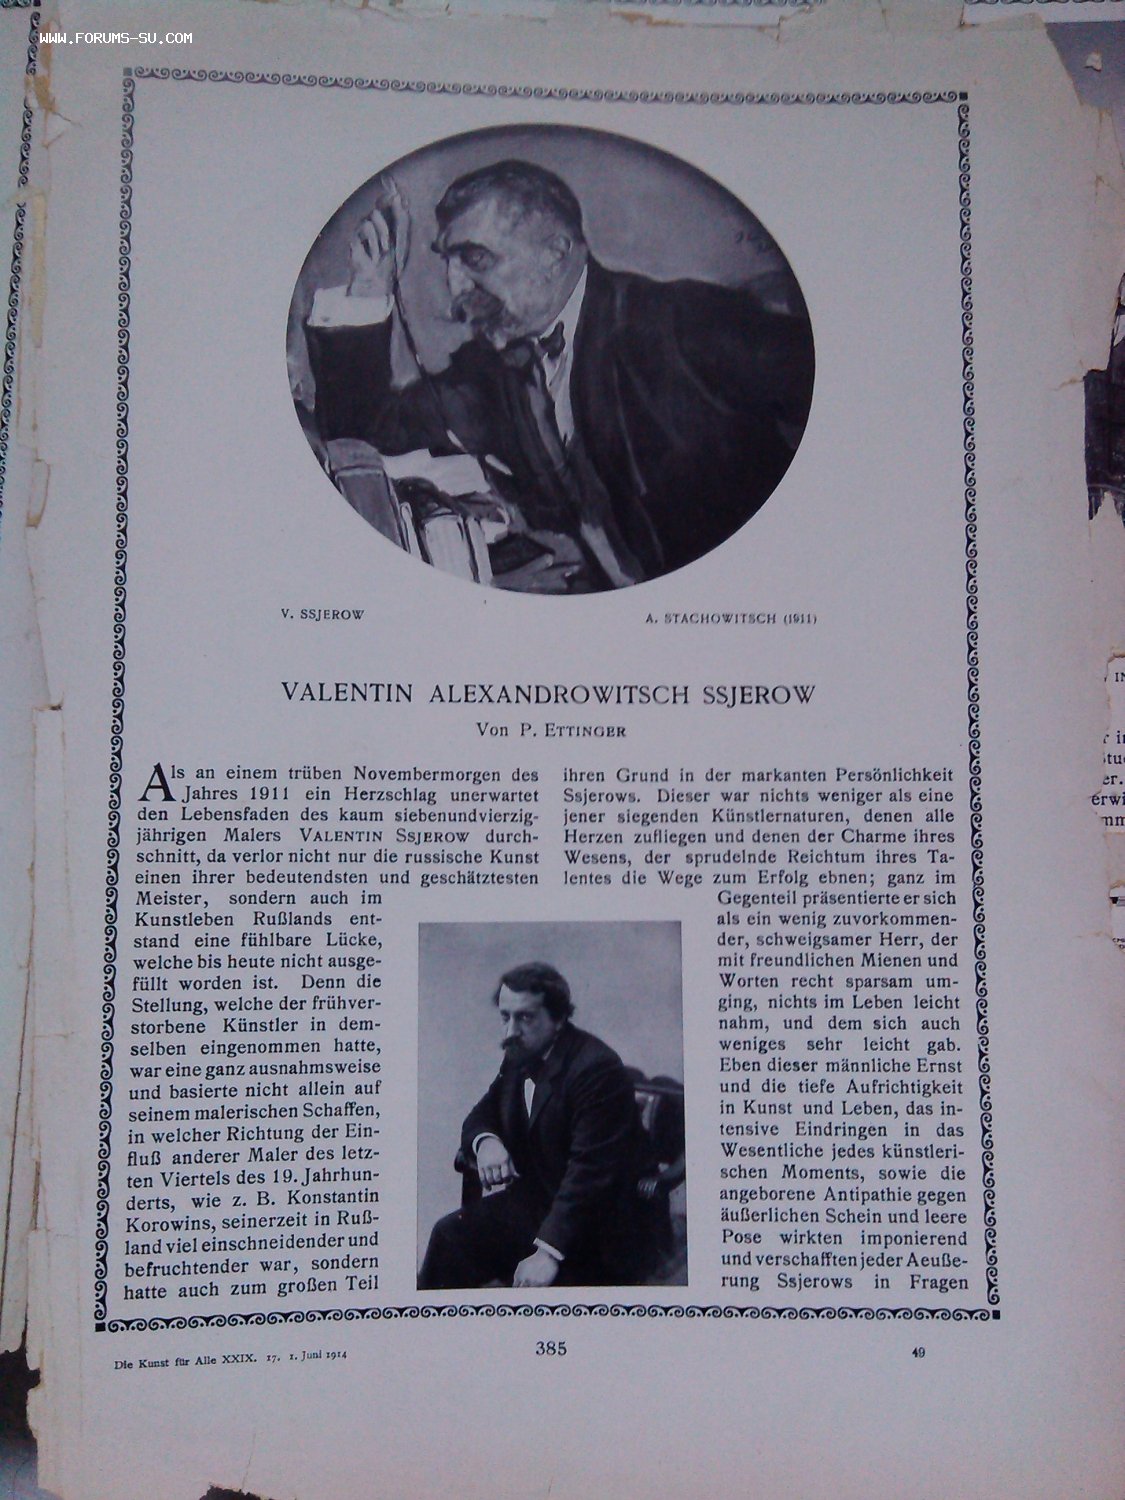 WWW.FORUMS-SU.COM
V. SSJEROW
A. STACHOWITSCH (1911)
VALENTIN ALEXANDROWITSCH SSJEROW
Von P. ETTINGER
Als an einem trüben Novembermorgen des
Jahres 1911 ein Herzschlag unerwartet
den Lebensfaden des kaum siebenundvierzig-
jährigen Malers VALENTIN SSJEROW durch-
schnitt, da verlor nicht nur die russische Kunst
einen ihrer bedeutendsten und geschätztesten
Meister, sondern auch im
Kunstleben Rußlands ent-
stand eine fühlbare Lücke,
welche bis heute nicht ausge-
füllt worden ist. Denn die
Stellung, welche der frühver-
storbene Künstler in dem-
selben eingenommen hatte,
war eine ganz ausnahmsweise
und basierte nicht allein auf
seinem malerischen Schaffen,
in welcher Richtung der Ein-
fluß anderer Maler des letz-
ten Viertels des 19. Jahrhun-
derts, wie z. B. Konstantin
Korowins, seinerzeit in Ruß-
land viel einschneidender und
befruchtender war, sondern
hatte auch zum großen Teil
ihren Grund in der markanten Persönlichkeit
Ssjerows. Dieser war nichts weniger als eine
jener siegenden Künstlernaturen, denen alle
Herzen zufliegen und denen der Charme ihres
Wesens, der sprudelnde Reichtum ihres Ta-
lentes die Wege zum Erfolg ebnen; ganz im
Gegenteil präsentierte er sich
als ein wenig zuvorkommen-
der, schweigsamer Herr, der
mit freundlichen Mienen und
Worten recht sparsam um-
ging, nichts im Leben leicht
nahm, und dem sich auch
weniges sehr leicht gab.
Eben dieser männliche Ernst
und die tiefe Aufrichtigkeit
in Kunst und Leben, das in-
tensive Eindringen in das
Wesentliche jedes künstleri-
schen Moments, sowie die
angeborene Antipathie gegen
äußerlichen Schein und leere
Pose wirkten imponierend
und verschafften jeder Aeuße-
rung Ssjerows in Fragen
Die Kunst für Alle XXIX. 17. 1. Juni 1914
385
49